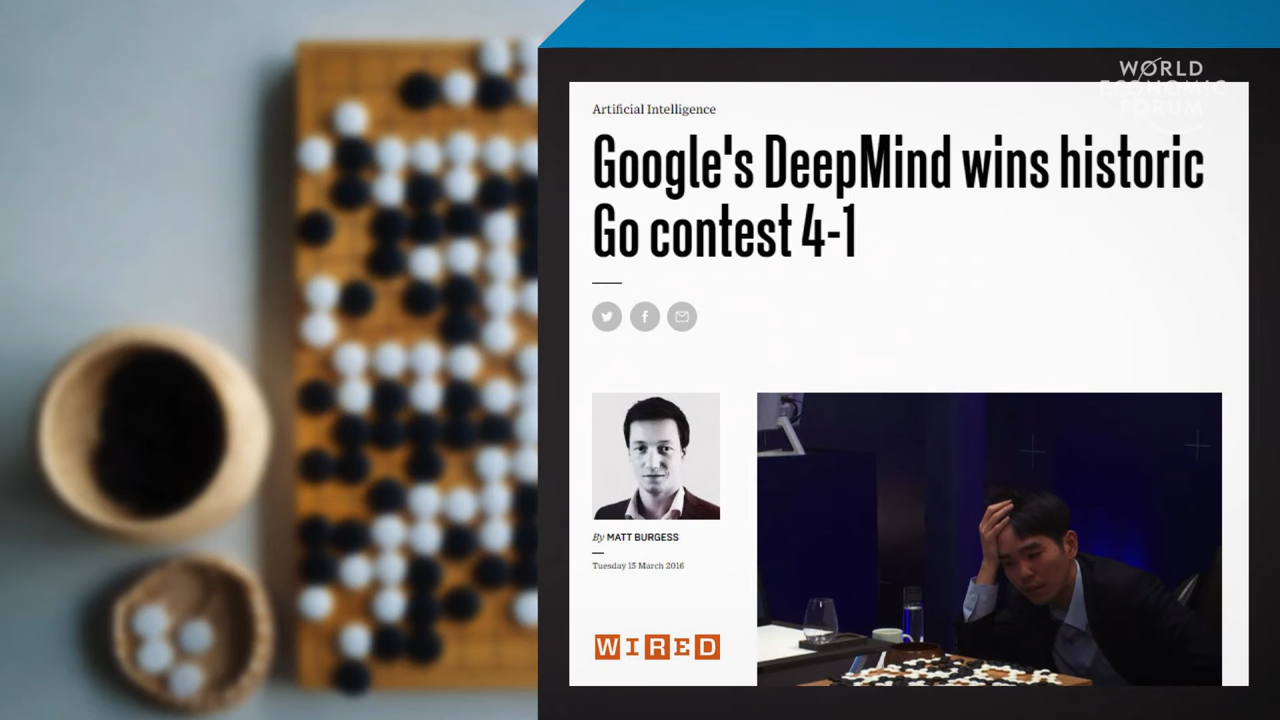 WORLD
ECONOMIC
FORUM
Artificial Intelligence
Google's DeepMind wins historic
Go contest 4-1
By MATT BURGESS
Tuesday 15 March 2016
WIRED